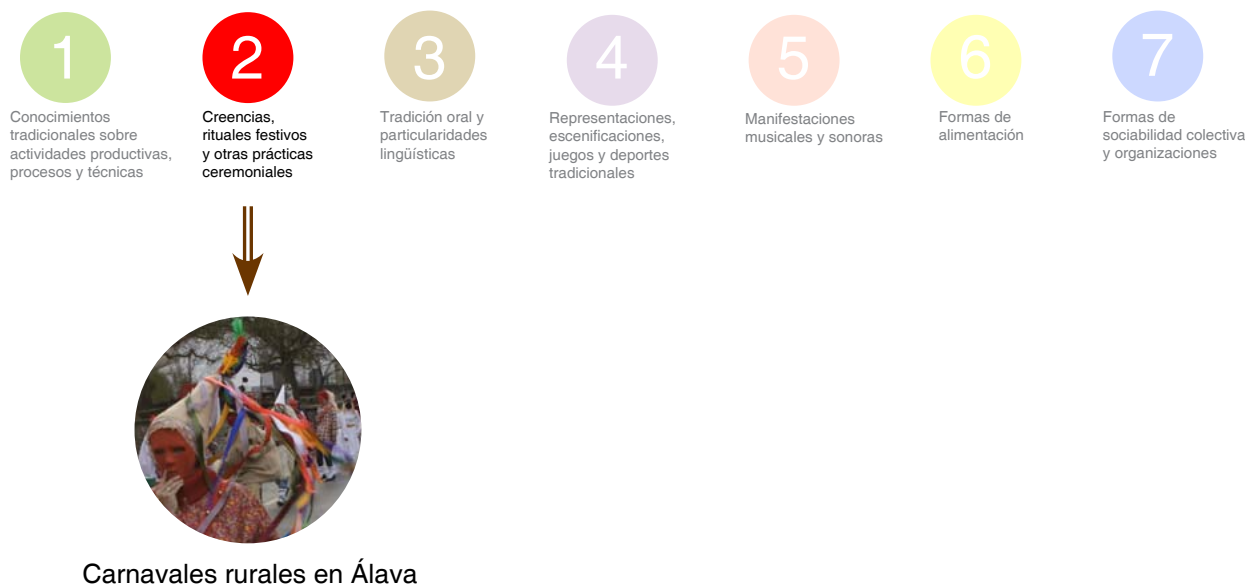 1
Conocimientos
tradicionales sobre
actividades productivas,
procesos y técnicas
2
Creencias,
rituales festivos
y otras prácticas
ceremoniales
3
Tradición oral y
particularidades
lingüísticas
4
Representaciones,
escenificaciones,
juegos y deportes
tradicionales
5
Manifestaciones
musicales y sonoras
6
Formas de
alimentación
7
Formas de
sociabilidad colectiva
y organizaciones
Carnavales rurales en Álava